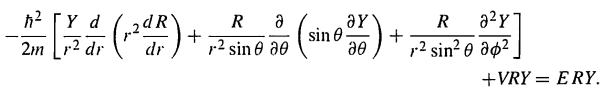 $$-\frac{\hbar^2}{2m}\left[\frac{Y}{r^2}\frac{d}{dr}\left(r^2\frac{dR}{dr}\right)+\frac{R}{r^2\sin\theta}\frac{\partial}{\partial\theta}\left(\sin\theta\frac{\partial Y}{\partial\theta}\right)+\frac{R}{r^2\sin^2\theta}\frac{\partial^2 Y}{\partial\phi^2}\right]$$
$$+VRY = ERY.$$